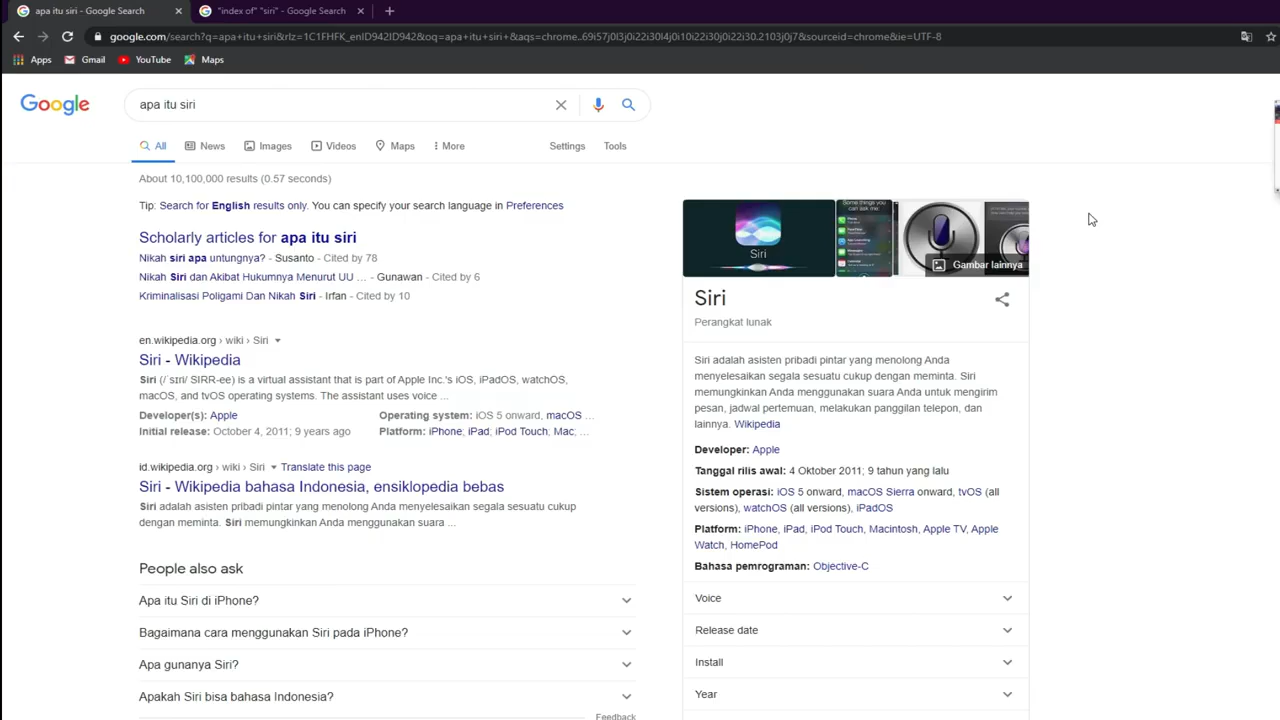 apa itu siri - Google Search
"index of" "siri" - Google Search
google.com/search?q=apa+itu+siri&rlz=1C1FHFK_enID942ID942&oq=apa+itu+siri+&aqs=chrome..69i57j0l3j0i22i30l4j0i10i22i30j0i22i30.2103j0j7&sourceid=chrome&ie=UTF-8
Apps Gmail YouTube Maps
Google
apa itu siri
All News Images Videos Maps More Settings Tools
About 10,100,000 results (0.57 seconds)
Tip: Search for English results only. You can specify your search language in Preferences
Scholarly articles for apa itu siri
Nikah siri apa untungnya? - Susanto - Cited by 78
Nikah Siri dan Akibat Hukumnya Menurut UU ... - Gunawan - Cited by 6
Kriminalisasi Poligami Dan Nikah Siri - Irfan - Cited by 10
en.wikipedia.org › wiki › Siri
Siri - Wikipedia
Siri (/ˈsɪri/ SIRR-ee) is a virtual assistant that is part of Apple Inc.'s iOS, iPadOS, watchOS,
macOS, and tvOS operating systems. The assistant uses voice ...
Developer(s): Apple Operating system: iOS 5 onward, macOS ...
Initial release: October 4, 2011; 9 years ago Platform: iPhone, iPad, iPod Touch, Mac; ...
id.wikipedia.org › wiki › Siri Translate this page
Siri - Wikipedia bahasa Indonesia, ensiklopedia bebas
Siri adalah asisten pribadi pintar yang menolong Anda menyelesaikan segala sesuatu cukup
dengan meminta. Siri memungkinkan Anda menggunakan suara ...
People also ask
Apa itu Siri di iPhone?
Bagaimana cara menggunakan Siri pada iPhone?
Apa gunanya Siri?
Apakah Siri bisa bahasa Indonesia?
Feedback
Siri
Some things you
can ask me:
Gambar lainnya
Siri
Perangkat lunak
Siri adalah asisten pribadi pintar yang menolong Anda
menyelesaikan segala sesuatu cukup dengan meminta. Siri
memungkinkan Anda menggunakan suara Anda untuk mengirim
pesan, jadwal pertemuan, melakukan panggilan telepon, dan
lainnya. Wikipedia
Developer: Apple
Tanggal rilis awal: 4 Oktober 2011; 9 tahun yang lalu
Sistem operasi: iOS 5 onward, macOS Sierra onward, tvOS (all
versions), watchOS (all versions), iPadOS
Platform: iPhone, iPad, iPod Touch, Macintosh, Apple TV, Apple
Watch, HomePod
Bahasa pemrograman: Objective-C
Voice
Release date
Install
Year